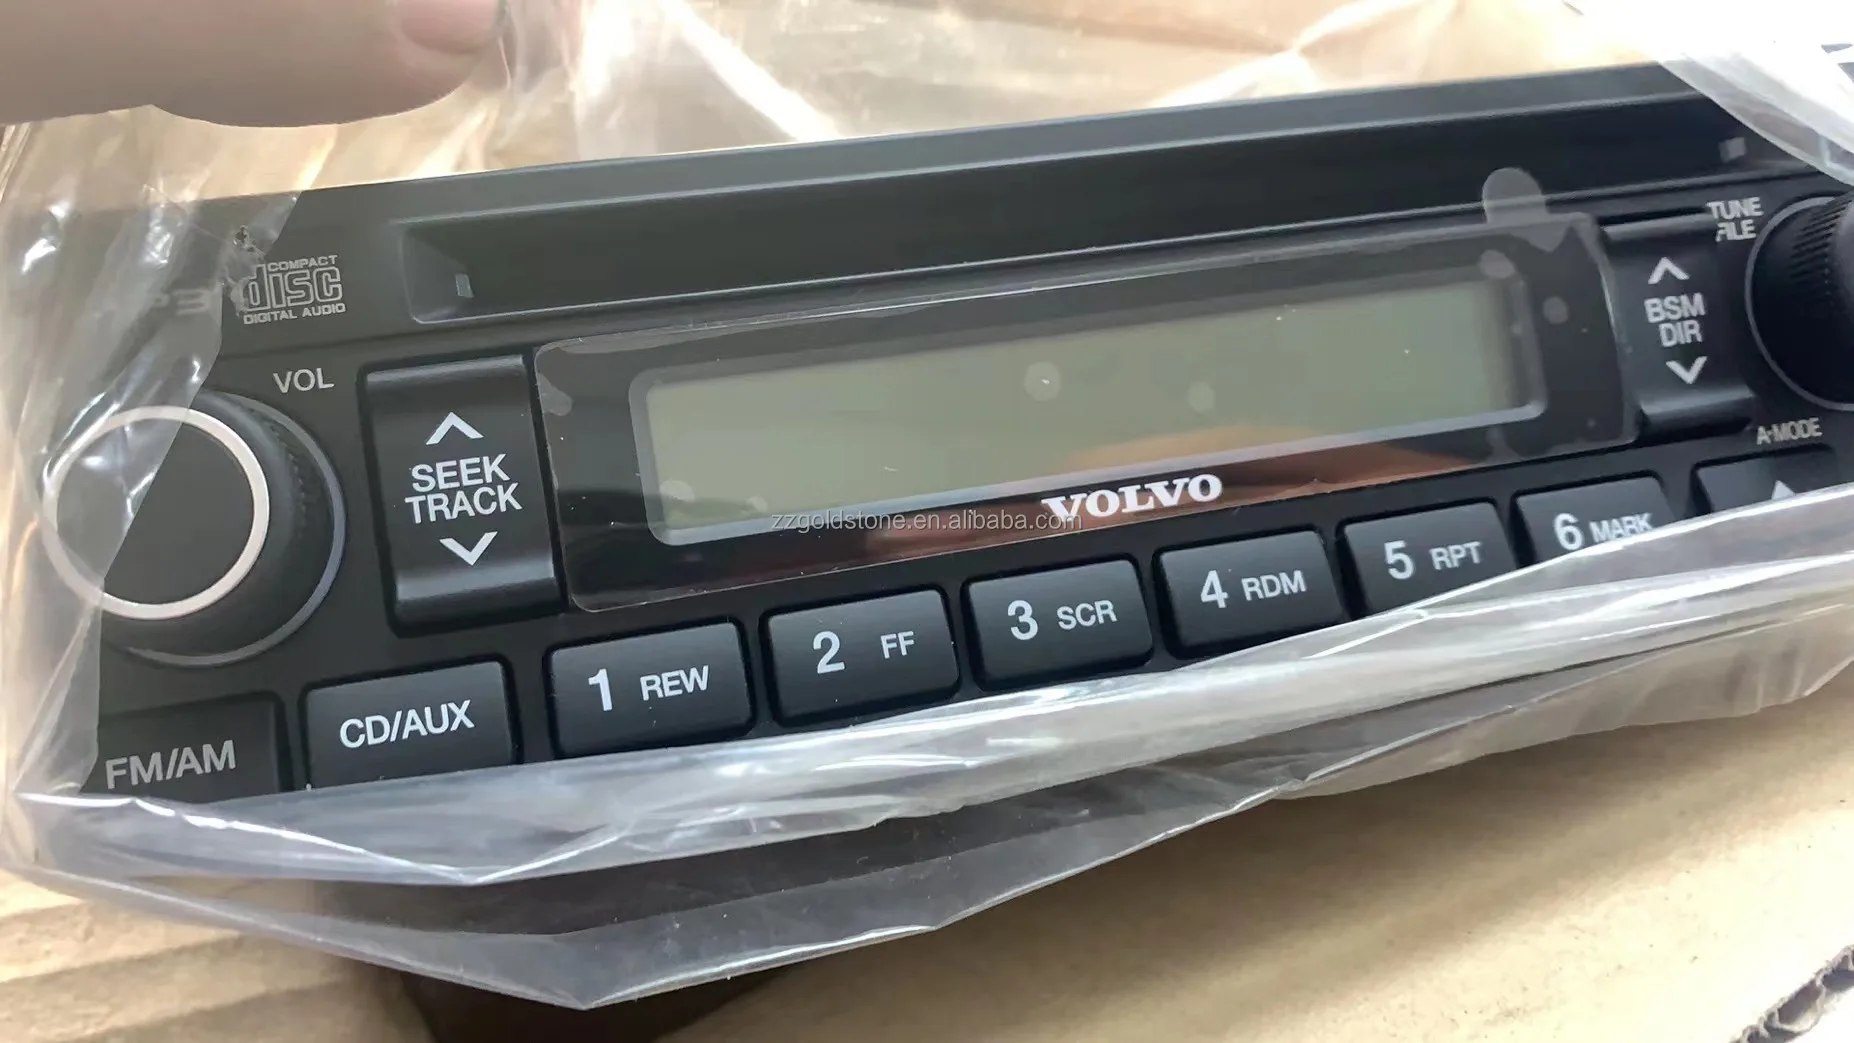 COMPACT
disc
DIGITAL AUDIO
VOL
SEEK
TRACK
TUNE
FILE
BSM
DIR
A-MODE
VOLVO
zzgoldstone.en.alibaba.com
FM/AM
CD/AUX
1 REW
2 FF
3 SCR
4 RDM
5 RPT
6 MARK